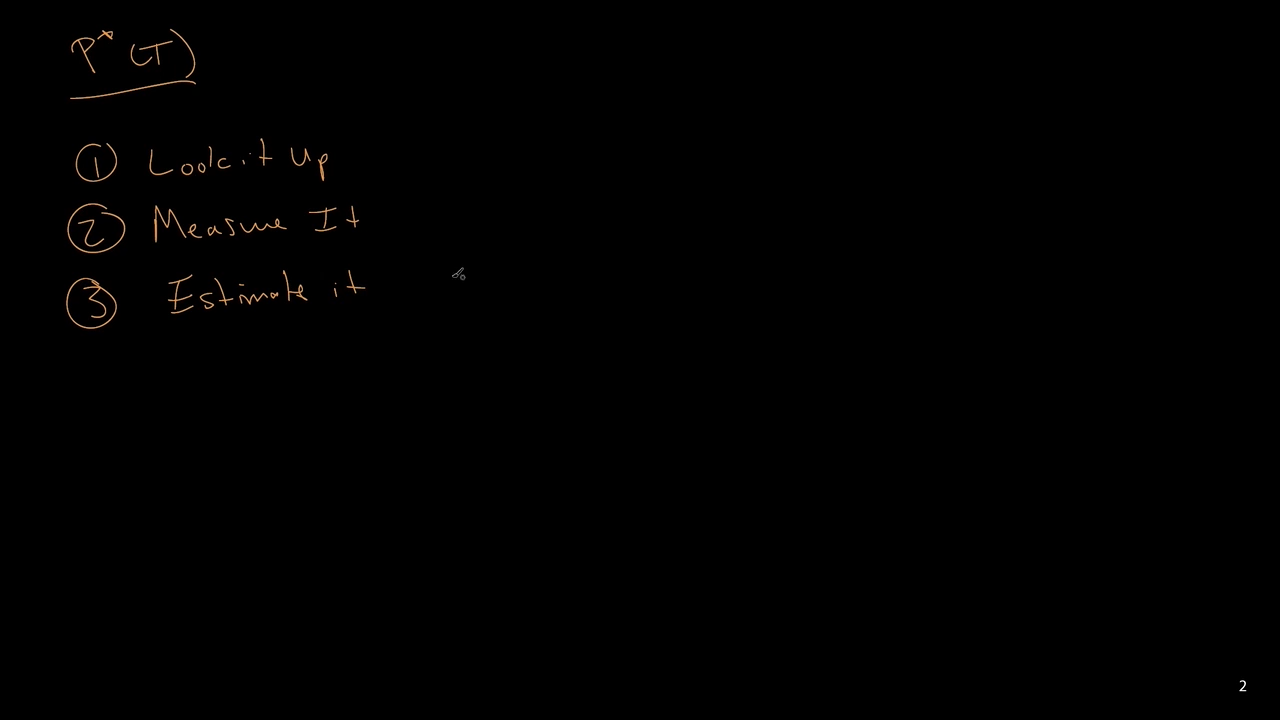 P* (T)
① Look it Up
② Measure It
③ Estimate it
2